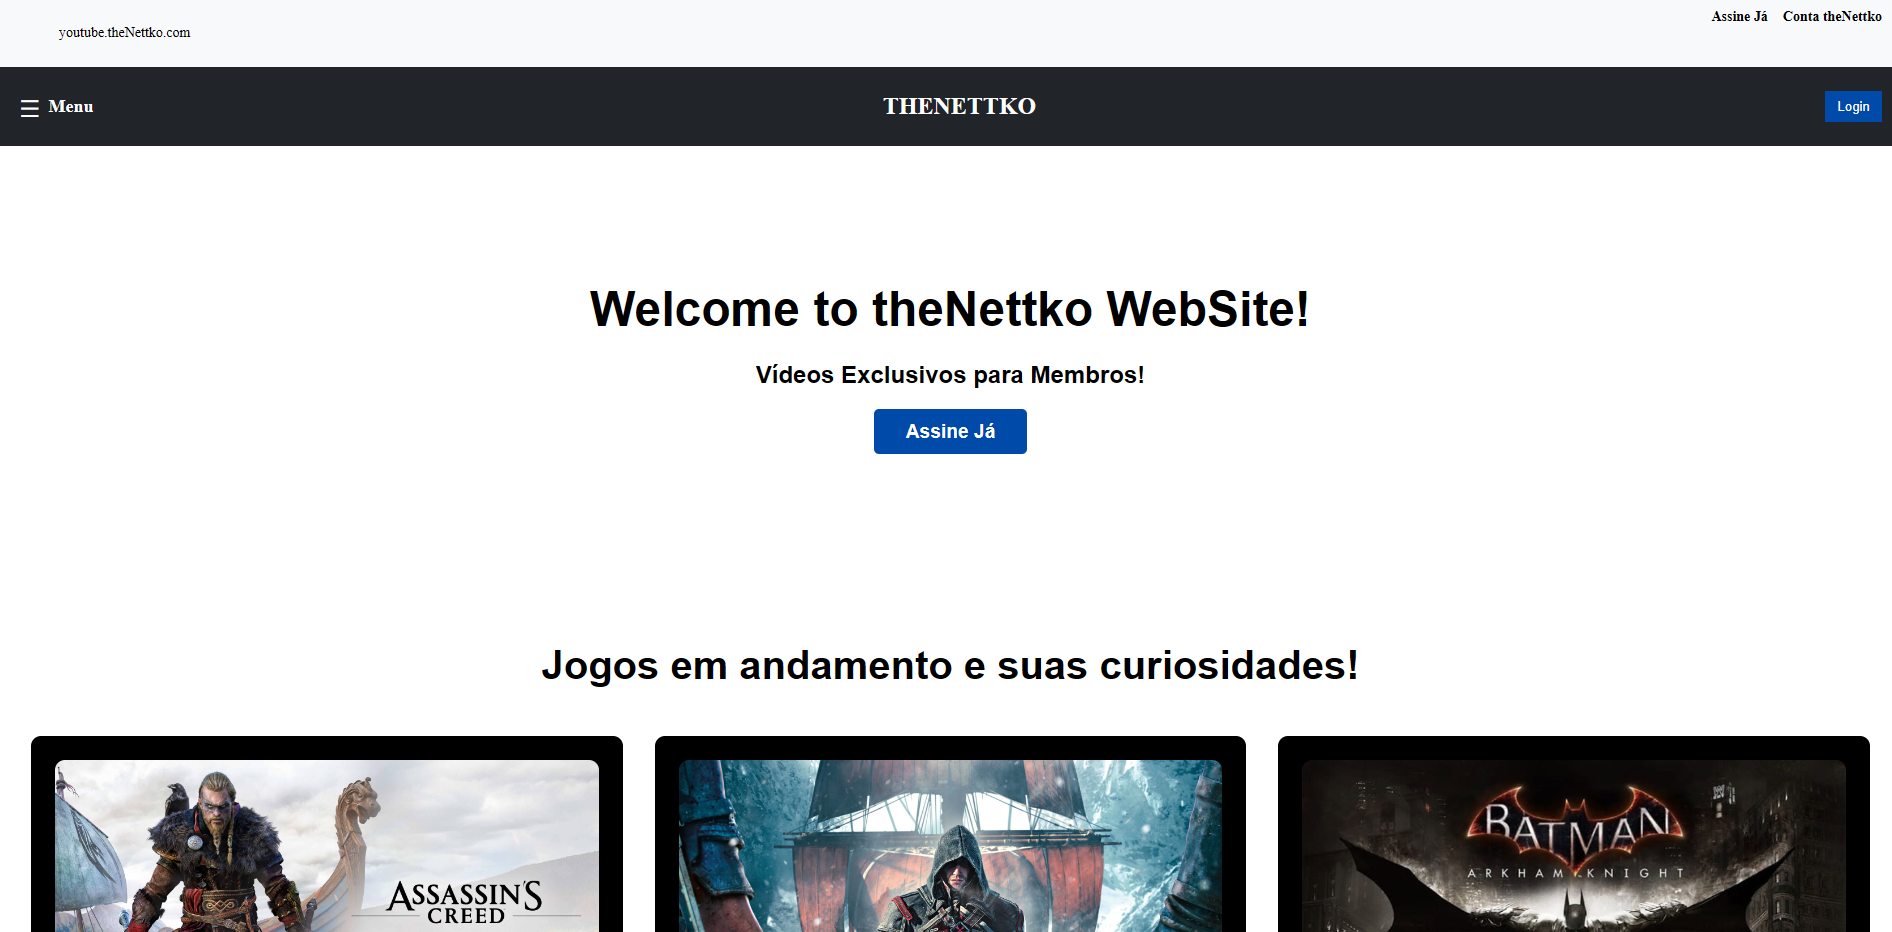 youtube.theNettko.com
Assine Já Conta theNettko
☰ Menu
THENETTKO
Login
Welcome to theNettko WebSite!
Vídeos Exclusivos para Membros!
Assine Já
Jogos em andamento e suas curiosidades!
ASSASSIN'S
CREED
BATMAN
ARKHAM KNIGHT